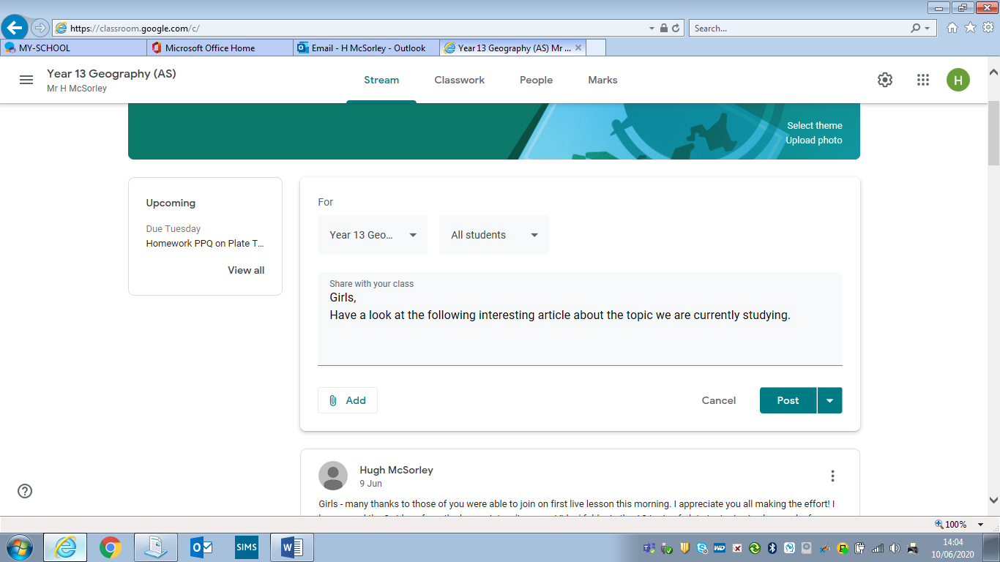 https://classroom.google.com/c/
Search...
MY-SCHOOL
Microsoft Office Home
Email - H McSorley - Outlook
Year 13 Geography (AS) Mr ...
Year 13 Geography (AS)
Mr H McSorley
Stream
Classwork
People
Marks
H
Select theme
Upload photo
Upcoming
Due Tuesday
Homework PPQ on Plate T...
View all
For
Year 13 Geo...
All students
Share with your class
Girls,
Have a look at the following interesting article about the topic we are currently studying.
Add
Cancel
Post
Hugh McSorley
9 Jun
Girls - many thanks to those of you were able to join on first live lesson this morning. I appreciate you all making the effort! I
100%
SIMS
14:04
10/06/2020